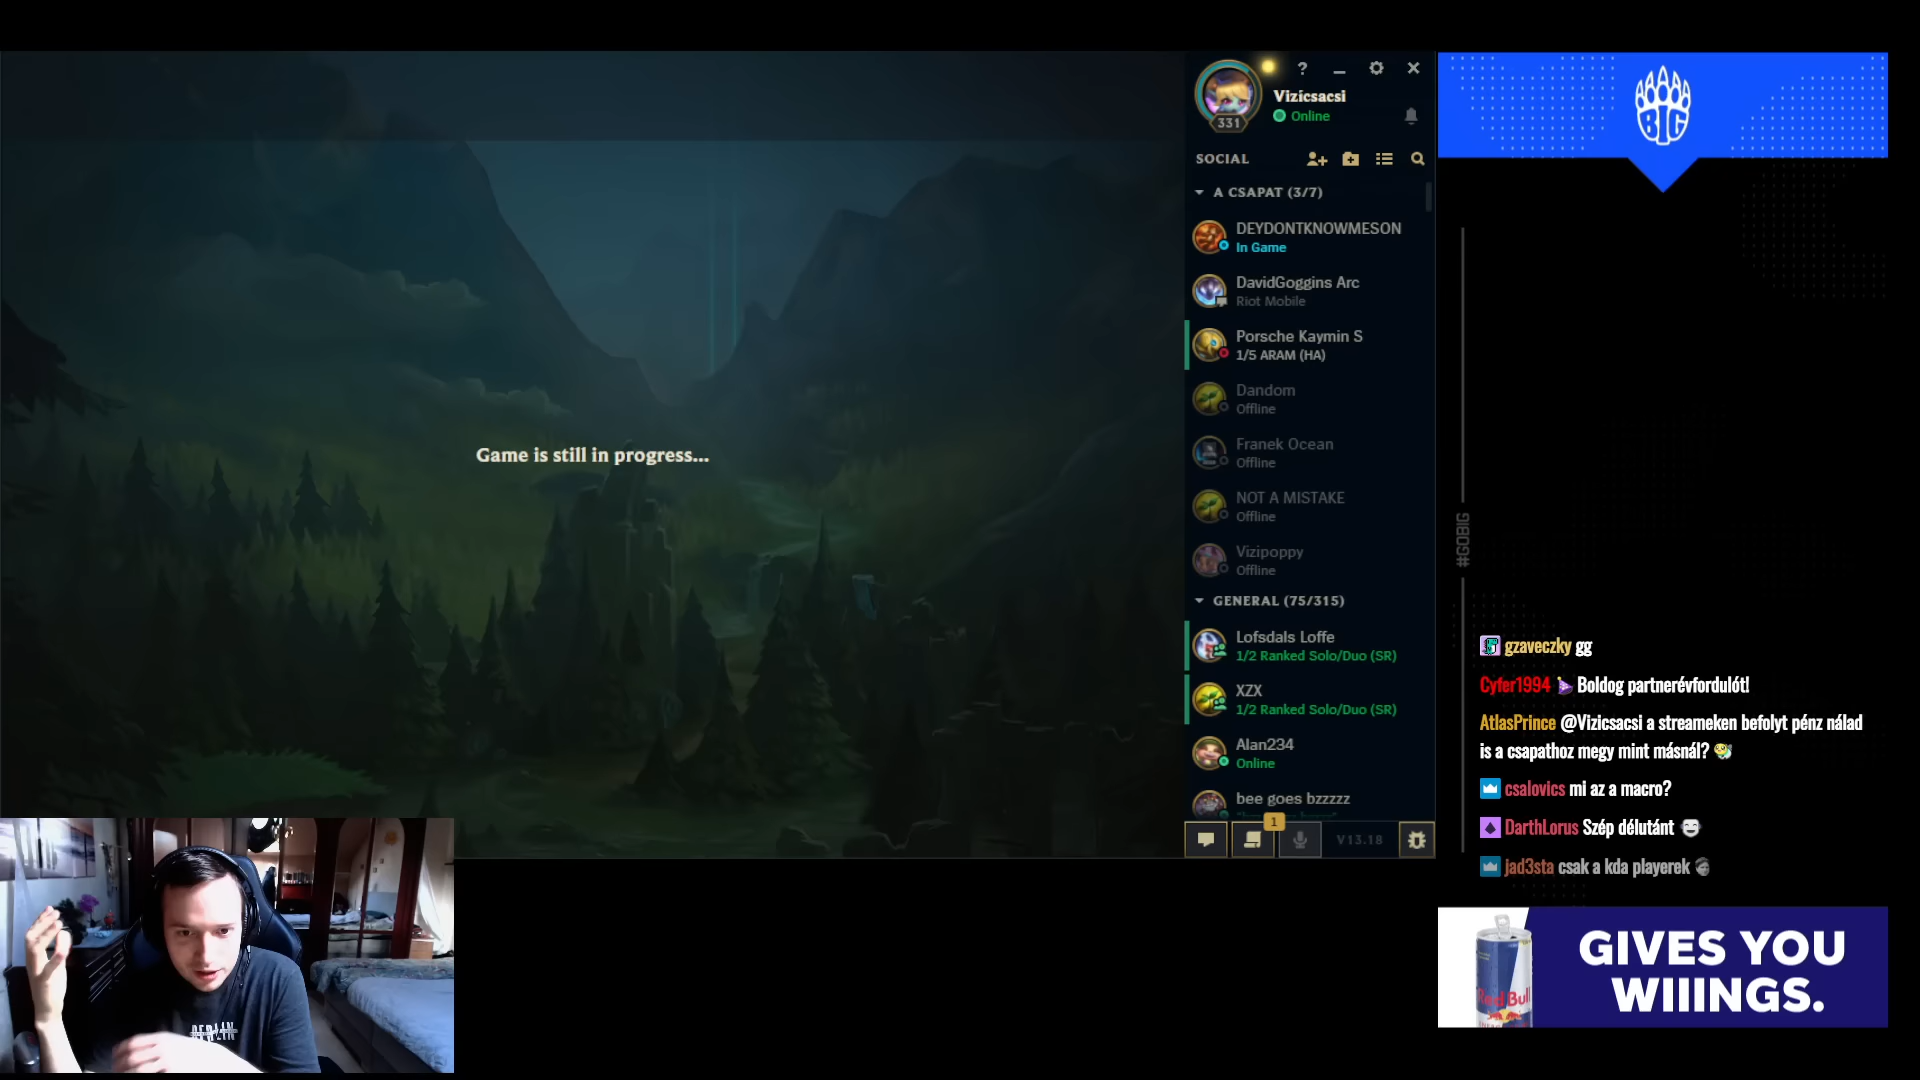 Game is still in progress...
331
?
Vizicsacsi
Online
SOCIAL
A CSAPAT (3/7)
DEYDONTKNOWMESON
In Game
DavidGoggins Arc
Riot Mobile
Porsche Kaymin S
1/5 ARAM (HA)
Dandom
Offline
Franek Ocean
Offline
NOT A MISTAKE
Offline
Vizipoppy
Offline
GENERAL (75/315)
Lofsdals Loffe
1/2 Ranked Solo/Duo (SR)
XZX
1/2 Ranked Solo/Duo (SR)
Alan234
Online
bee goes bzzzzz
1
V13.18
BIG
#GOBIG
gzaveczky gg
Cyfer1994 Boldog partnerévfordulót!
AtlasPrince @Vizicsacsi a streameken befolyt pénz nálad
is a csapathoz megy mint másnál?
csalovics mi az a macro?
DarthLorus Szép délutánt
jad3sta csak a kda playerek
Red Bull
GIVES YOU
WIIINGS.
BERLIN